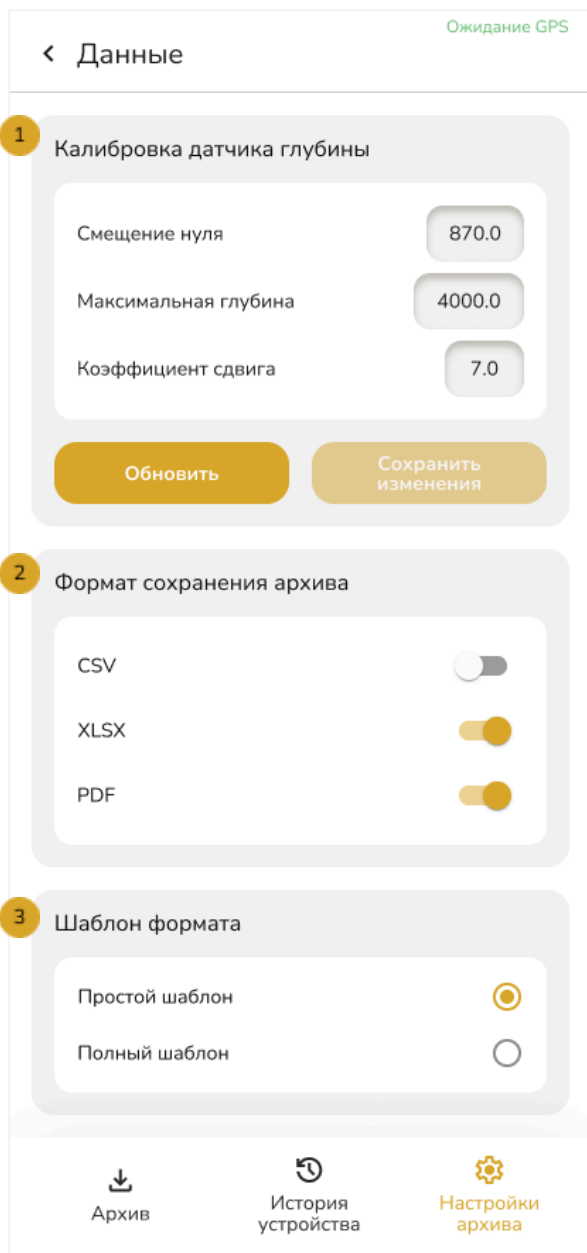 Ожидание GPS
Данные
1
Калибровка датчика глубины
Смещение нуля
870.0
Максимальная глубина
4000.0
Коэффициент сдвига
7.0
Обновить
Сохранить
изменения
2
Формат сохранения архива
CSV
XLSX
PDF
3
Шаблон формата
Простой шаблон
Полный шаблон
Архив
История
устройства
Настройки
архива